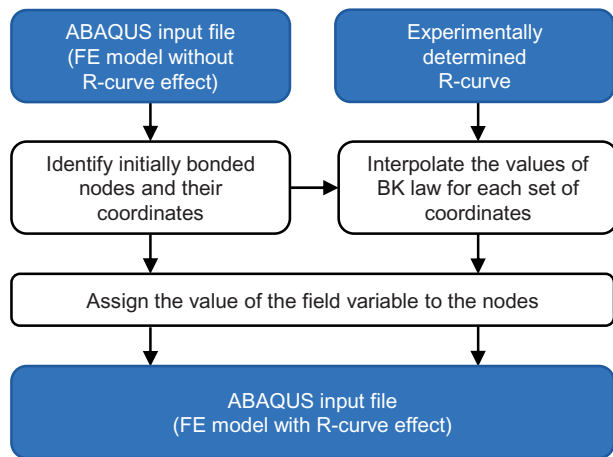 ABAQUS input file
(FE model without
R-curve effect)
Experimentally
determined
R-curve
Identify initially bonded
nodes and their
coordinates
Interpolate the values of
BK law for each set of
coordinates
Assign the value of the field variable to the nodes
ABAQUS input file
(FE model with R-curve effect)